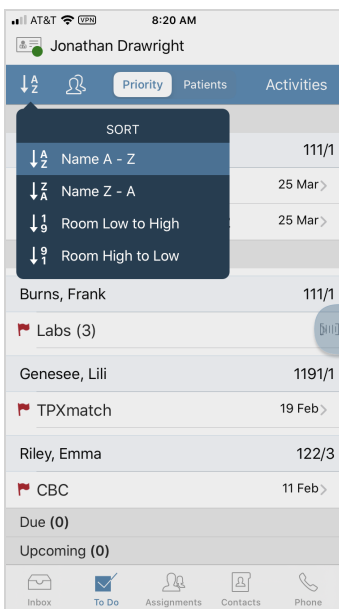 AT&T VPN 8:20 AM
Jonathan Drawright
Priority Patients Activities
SORT
111/1
Name A - Z
Name Z - A
25 Mar
Room Low to High
25 Mar
Room High to Low
Burns, Frank 111/1
Labs (3)
Genesee, Lili 1191/1
TPXmatch 19 Feb
Riley, Emma 122/3
CBC 11 Feb
Due (0)
Upcoming (0)
Inbox To Do Assignments Contacts Phone